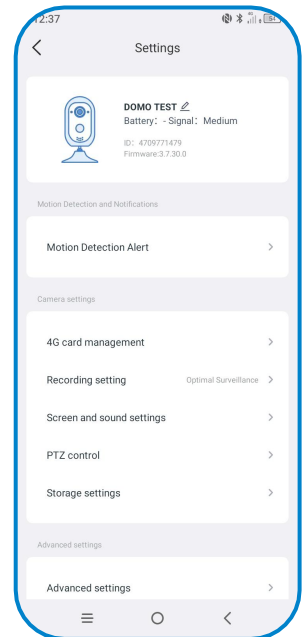 12:37
4G
54
Settings
DOMO TEST
Battery: - Signal: Medium
ID: 4709771479
Firmware:3.7.30.0
Motion Detection and Notifications
Motion Detection Alert
Camera settings
4G card management
Recording setting Optimal Surveillance
Screen and sound settings
PTZ control
Storage settings
Advanced settings
Advanced settings